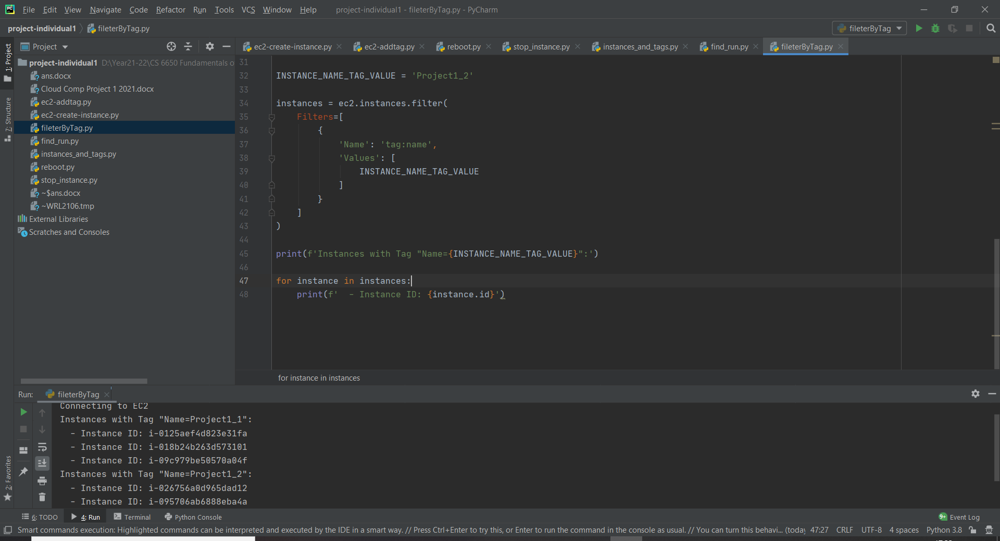 File Edit View Navigate Code Refactor Run Tools VCS Window Help project-individual1 - fileterByTag.py - PyCharm
project-individual1 fileterByTag.py fileterByTag
Project
ec2-create-instance.py ec2-addtag.py reboot.py stop_instance.py instances_and_tags.py find_run.py fileterByTag.py
1: Project
7: Structure
2: Favorites
project-individual1 D:\Year21-22\CS 6650 Fundamentals o
ans.docx
Cloud Comp Project 1 2021.docx
ec2-addtag.py
ec2-create-instance.py
fileterByTag.py
find_run.py
instances_and_tags.py
reboot.py
stop_instance.py
~$ans.docx
~WRL2106.tmp
External Libraries
Scratches and Consoles
31
32 INSTANCE_NAME_TAG_VALUE = 'Project1_2'
33
34 instances = ec2.instances.filter(
35 Filters=[
36 {
37 'Name': 'tag:name',
38 'Values': [
39 INSTANCE_NAME_TAG_VALUE
40 ]
41 }
42 ]
43 )
44
45 print(f'Instances with Tag "Name={INSTANCE_NAME_TAG_VALUE}":')
46
47 for instance in instances:
48 print(f'  - Instance ID: {instance.id}')
for instance in instances
Run: fileterByTag
Connecting to EC2
Instances with Tag "Name=Project1_1":
- Instance ID: i-0125aef4d823e31fa
- Instance ID: i-018b24b263d573101
- Instance ID: i-09c979be50570a04f
Instances with Tag "Name=Project1_2":
- Instance ID: i-026756a0d965dad12
- Instance ID: i-095706ab6888eba4a
6: TODO 4: Run Terminal Python Console 9+ Event Log
Smart commands execution: Highlighted commands can be interpreted and executed by the IDE in a smart way. // Press Ctrl+Enter to try this, or Enter to run the command in the console as usual. // You can turn this behavi... (today 47:27 CRLF UTF-8 4 spaces Python 3.8